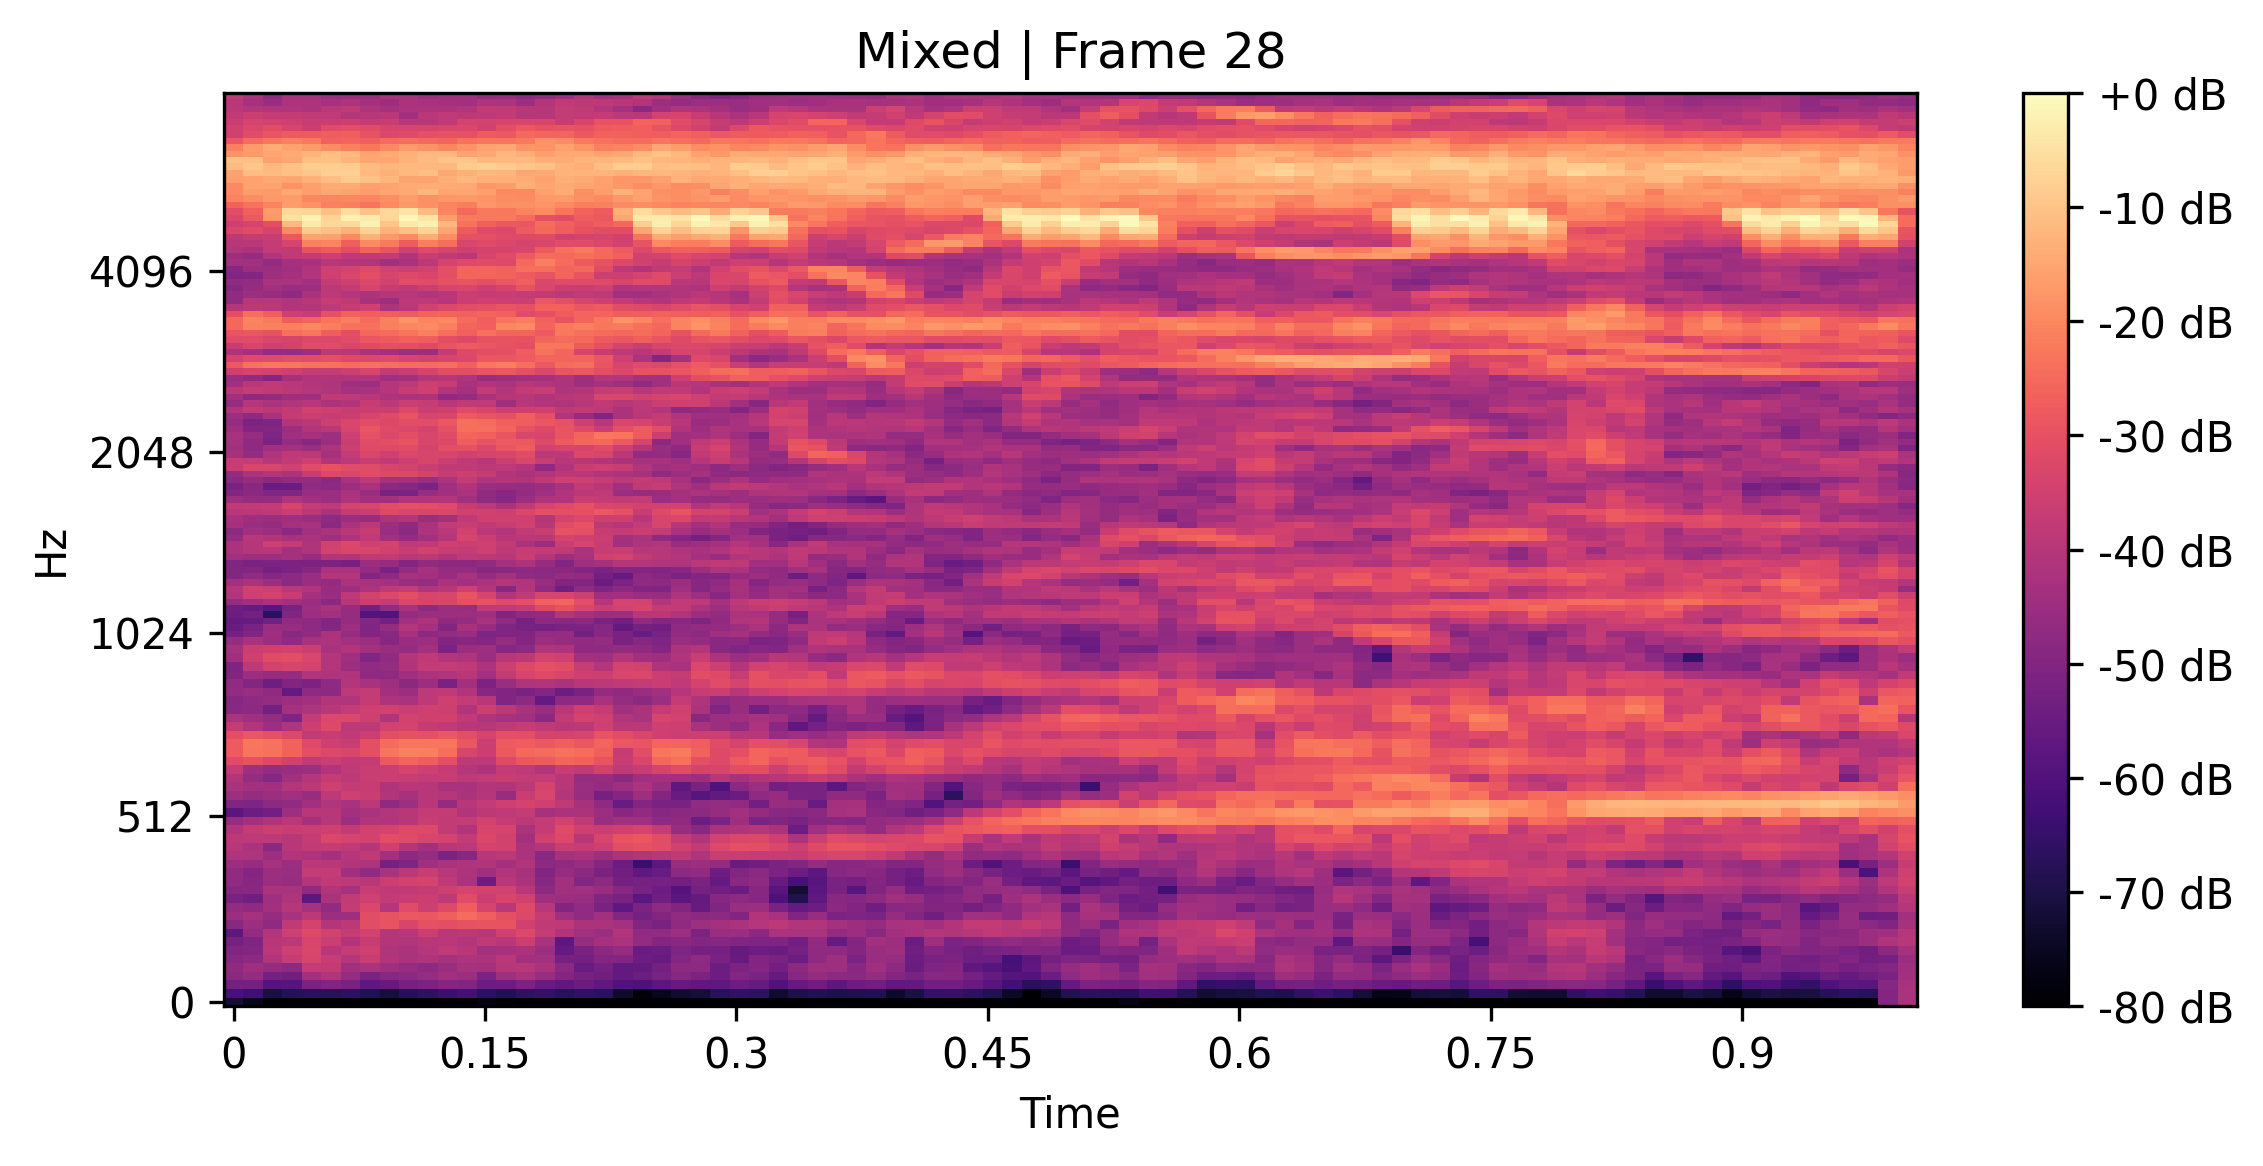 Mixed | Frame 28
+0 dB
-10 dB
-20 dB
-30 dB
-40 dB
-50 dB
-60 dB
-70 dB
-80 dB
4096
2048
1024
512
0
Hz
0 0.15 0.3 0.45 0.6 0.75 0.9
Time